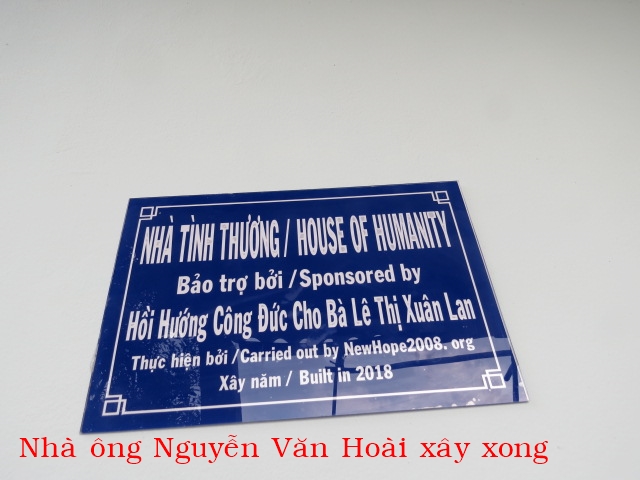 NHÀ TÌNH THƯƠNG / HOUSE OF HUMANITY
Bảo trợ bởi /Sponsored by
Hồi Hướng Công Đức Cho Bà Lê Thị Xuân Lan
Thực hiện bởi /Carried out by NewHope2008. org
Xây năm / Built in 2018
Nhà ông Nguyễn Văn Hoài xây xong